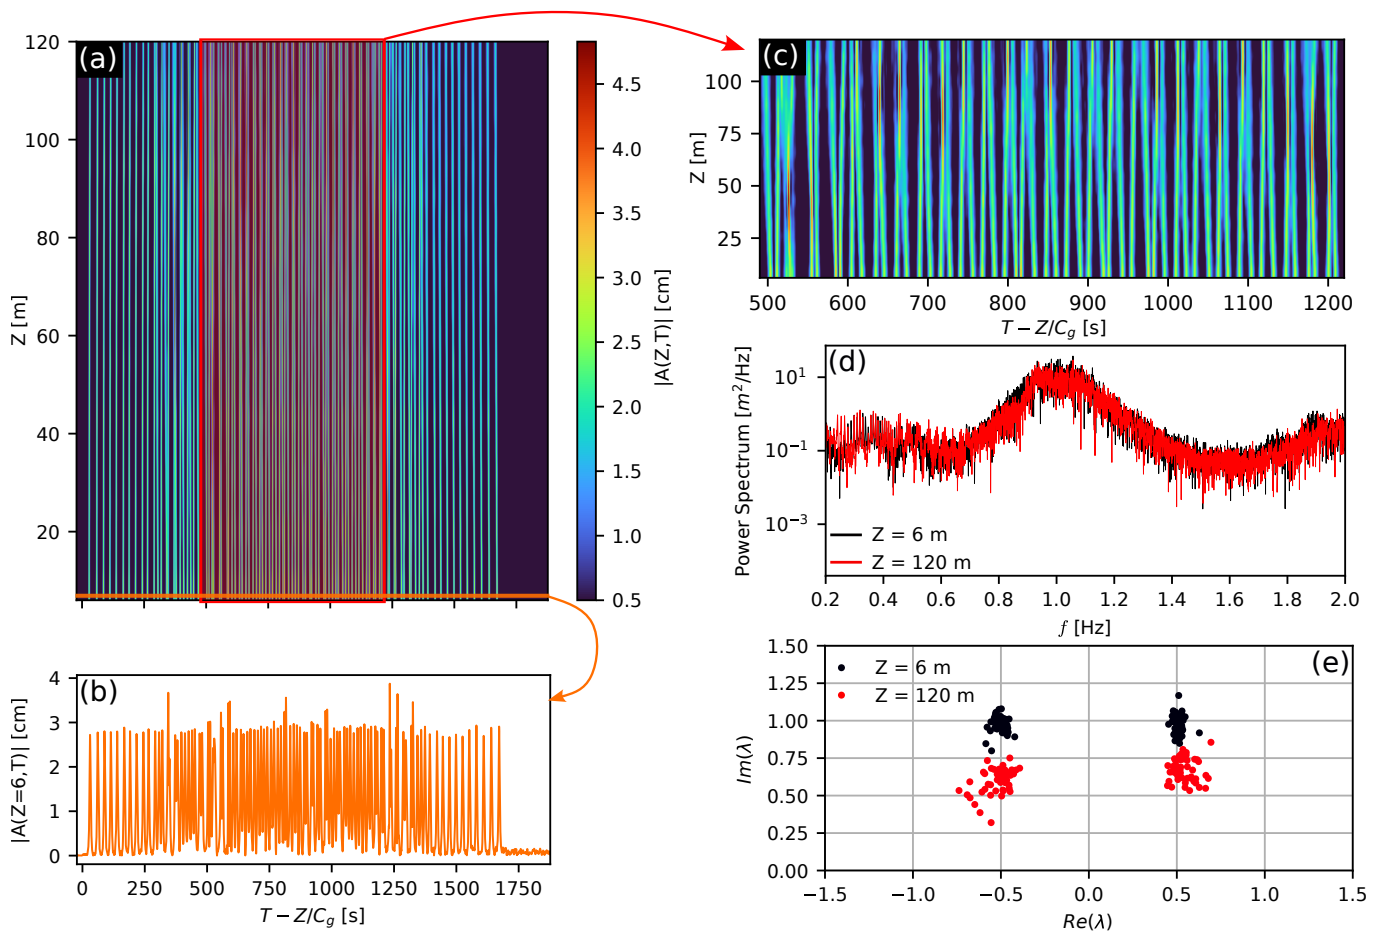 (a)
120
100
80
60
40
20
Z [m]
4.5
4.0
3.5
3.0
2.5
2.0
1.5
1.0
0.5
|A(Z,T)| [cm]
(b)
4
3
2
1
0
|A(Z=6,T)| [cm]
0 250 500 750 1000 1250 1500 1750
T − Z/C_g [s]
(c)
100
75
50
25
Z [m]
500 600 700 800 900 1000 1100 1200
T − Z/C_g [s]
(d)
10^1
10^−1
10^−3
Power Spectrum [m^2/Hz]
Z = 6 m
Z = 120 m
0.2 0.4 0.6 0.8 1.0 1.2 1.4 1.6 1.8 2.0
f [Hz]
(e)
1.50
1.25
1.00
0.75
0.50
0.25
0.00
Im(λ)
Z = 6 m
Z = 120 m
−1.5 −1.0 −0.5 0.0 0.5 1.0 1.5
Re(λ)